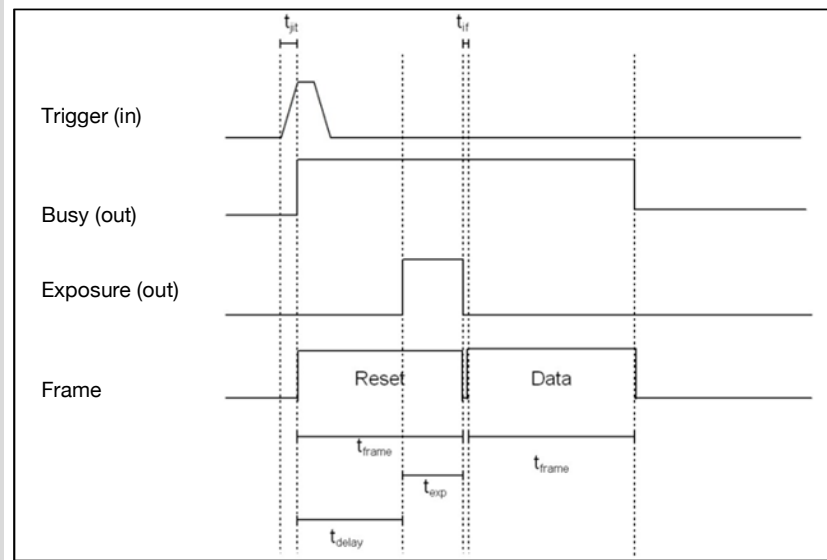 t_jit t_if
Trigger (in)
Busy (out)
Exposure (out)
Reset Data
Frame
t_frame t_frame
t_exp
t_delay